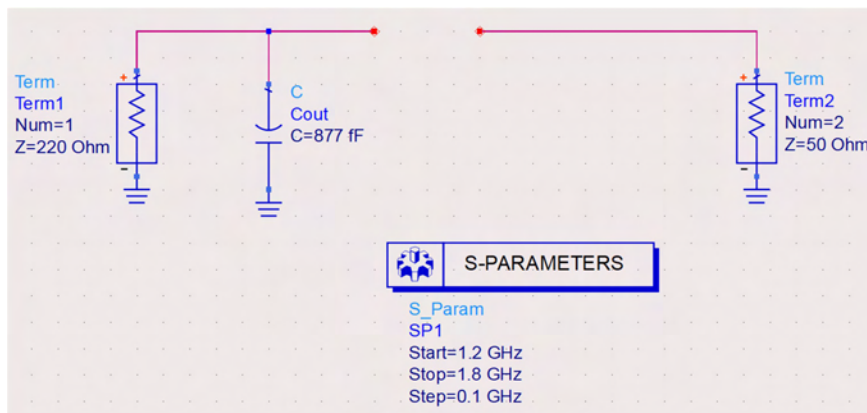 Term
Term1
Num=1
Z=220 Ohm
C
Cout
C=877 fF
Term
Term2
Num=2
Z=50 Ohm
S-PARAMETERS
S_Param
SP1
Start=1.2 GHz
Stop=1.8 GHz
Step=0.1 GHz